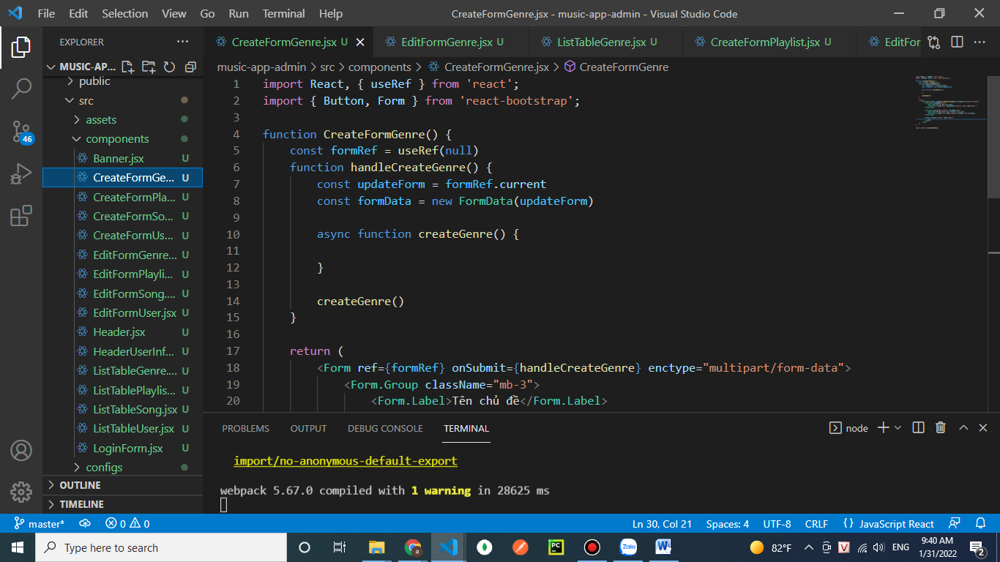 File Edit Selection View Go Run Terminal Help CreateFormGenre.jsx - music-app-admin - Visual Studio Code
EXPLORER
MUSIC-AP...
public
src
assets
components
Banner.jsx U
CreateFormGe... U
CreateFormPla... U
CreateFormSo... U
CreateFormUs... U
EditFormGenre... U
EditFormPlayli... U
EditFormSong.... U
EditFormUser.jsx U
Header.jsx U
HeaderUserInf... U
ListTableGenre.... U
ListTablePlaylis... U
ListTableSong.jsx U
ListTableUser.jsx U
LoginForm.jsx U
configs
OUTLINE
TIMELINE
46
CreateFormGenre.jsx U EditFormGenre.jsx U ListTableGenre.jsx U CreateFormPlaylist.jsx U EditFor
music-app-admin > src > components > CreateFormGenre.jsx > CreateFormGenre
1 import React, { useRef } from 'react';
2 import { Button, Form } from 'react-bootstrap';
3
4 function CreateFormGenre() {
5 const formRef = useRef(null)
6 function handleCreateGenre() {
7 const updateForm = formRef.current
8 const formData = new FormData(updateForm)
9
10 async function createGenre() {
11
12 }
13
14 createGenre()
15 }
16
17 return (
18 <Form ref={formRef} onSubmit={handleCreateGenre} enctype="multipart/form-data">
19 <Form.Group className="mb-3">
20 <Form.Label>Tên chủ đề</Form.Label>
PROBLEMS OUTPUT DEBUG CONSOLE TERMINAL node
import/no-anonymous-default-export
webpack 5.67.0 compiled with 1 warning in 28625 ms
master* 0 0 Ln 30, Col 21 Spaces: 4 UTF-8 CRLF {} JavaScript React
Type here to search a PC Zalo W 82°F V ENG 9:40 AM
1/31/2022 2